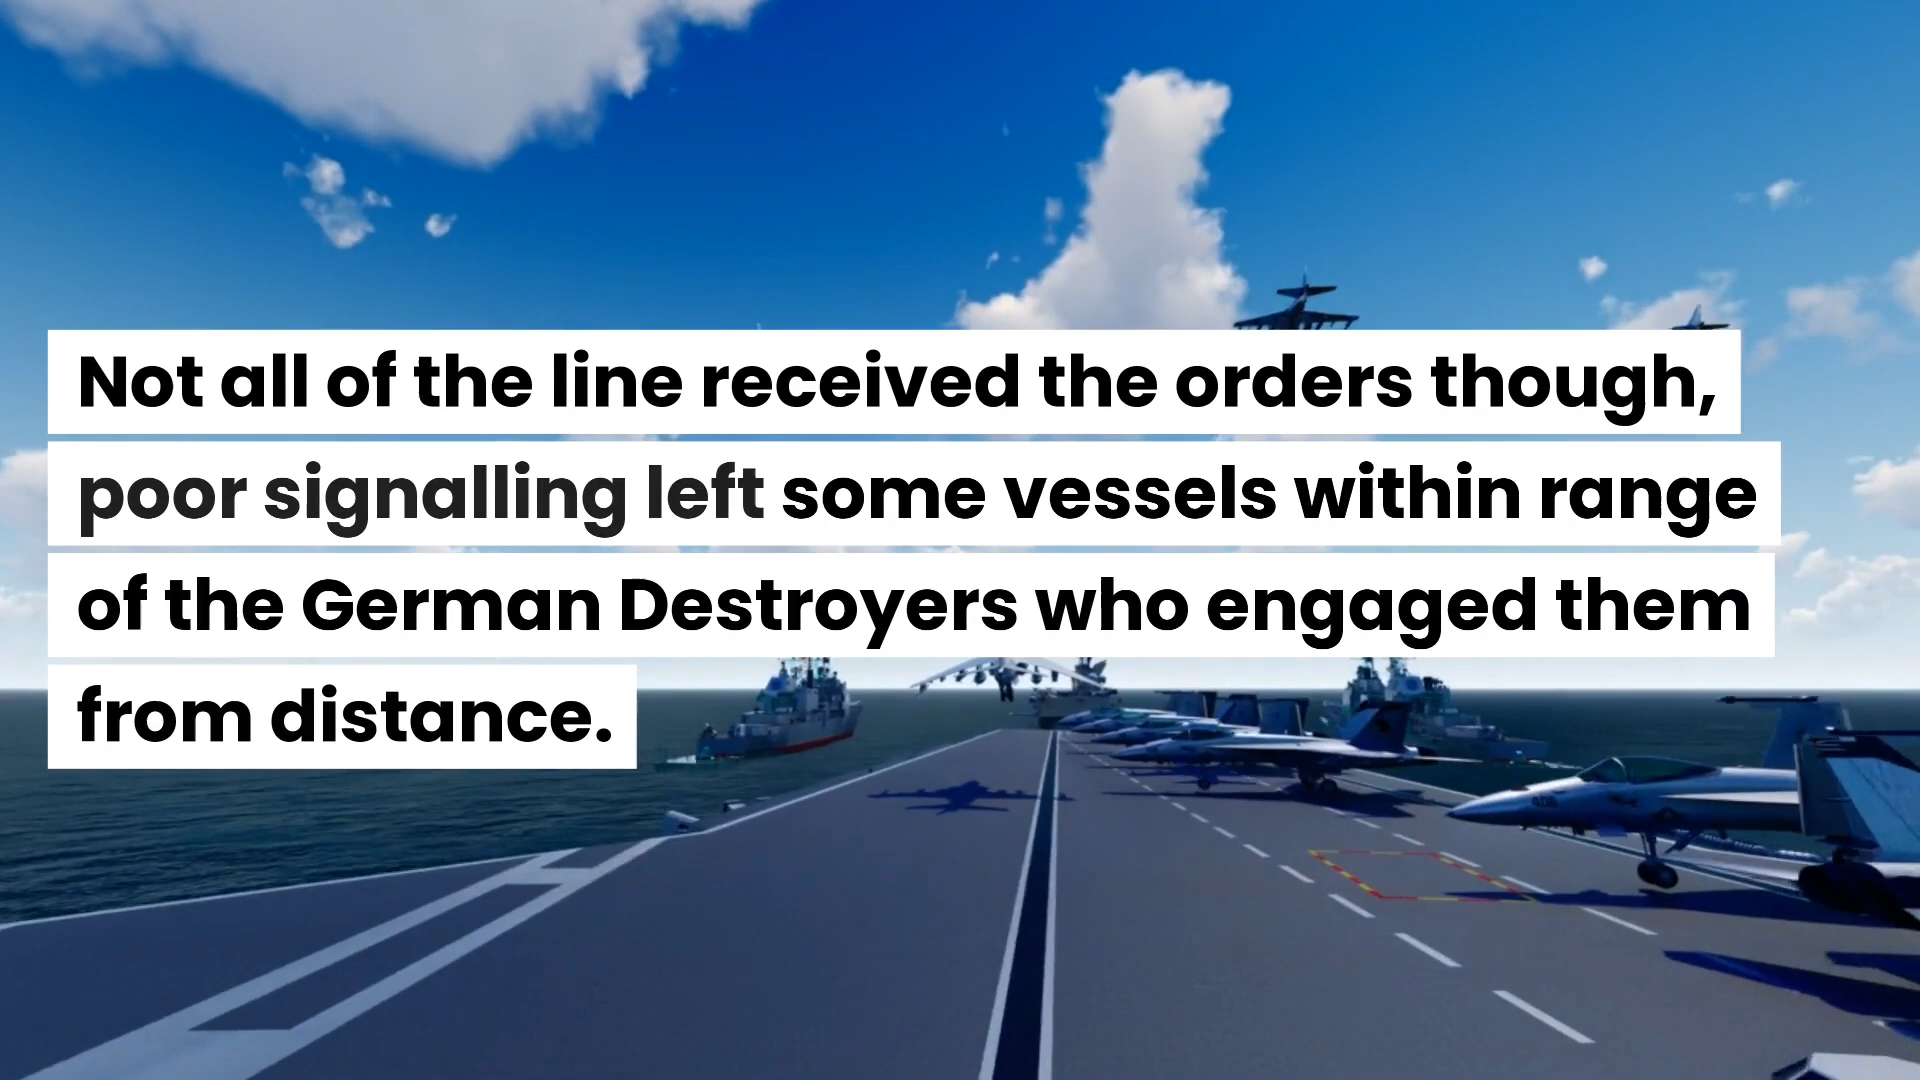 Not all of the line received the orders though,
poor signalling left some vessels within range
of the German Destroyers who engaged them
from distance.